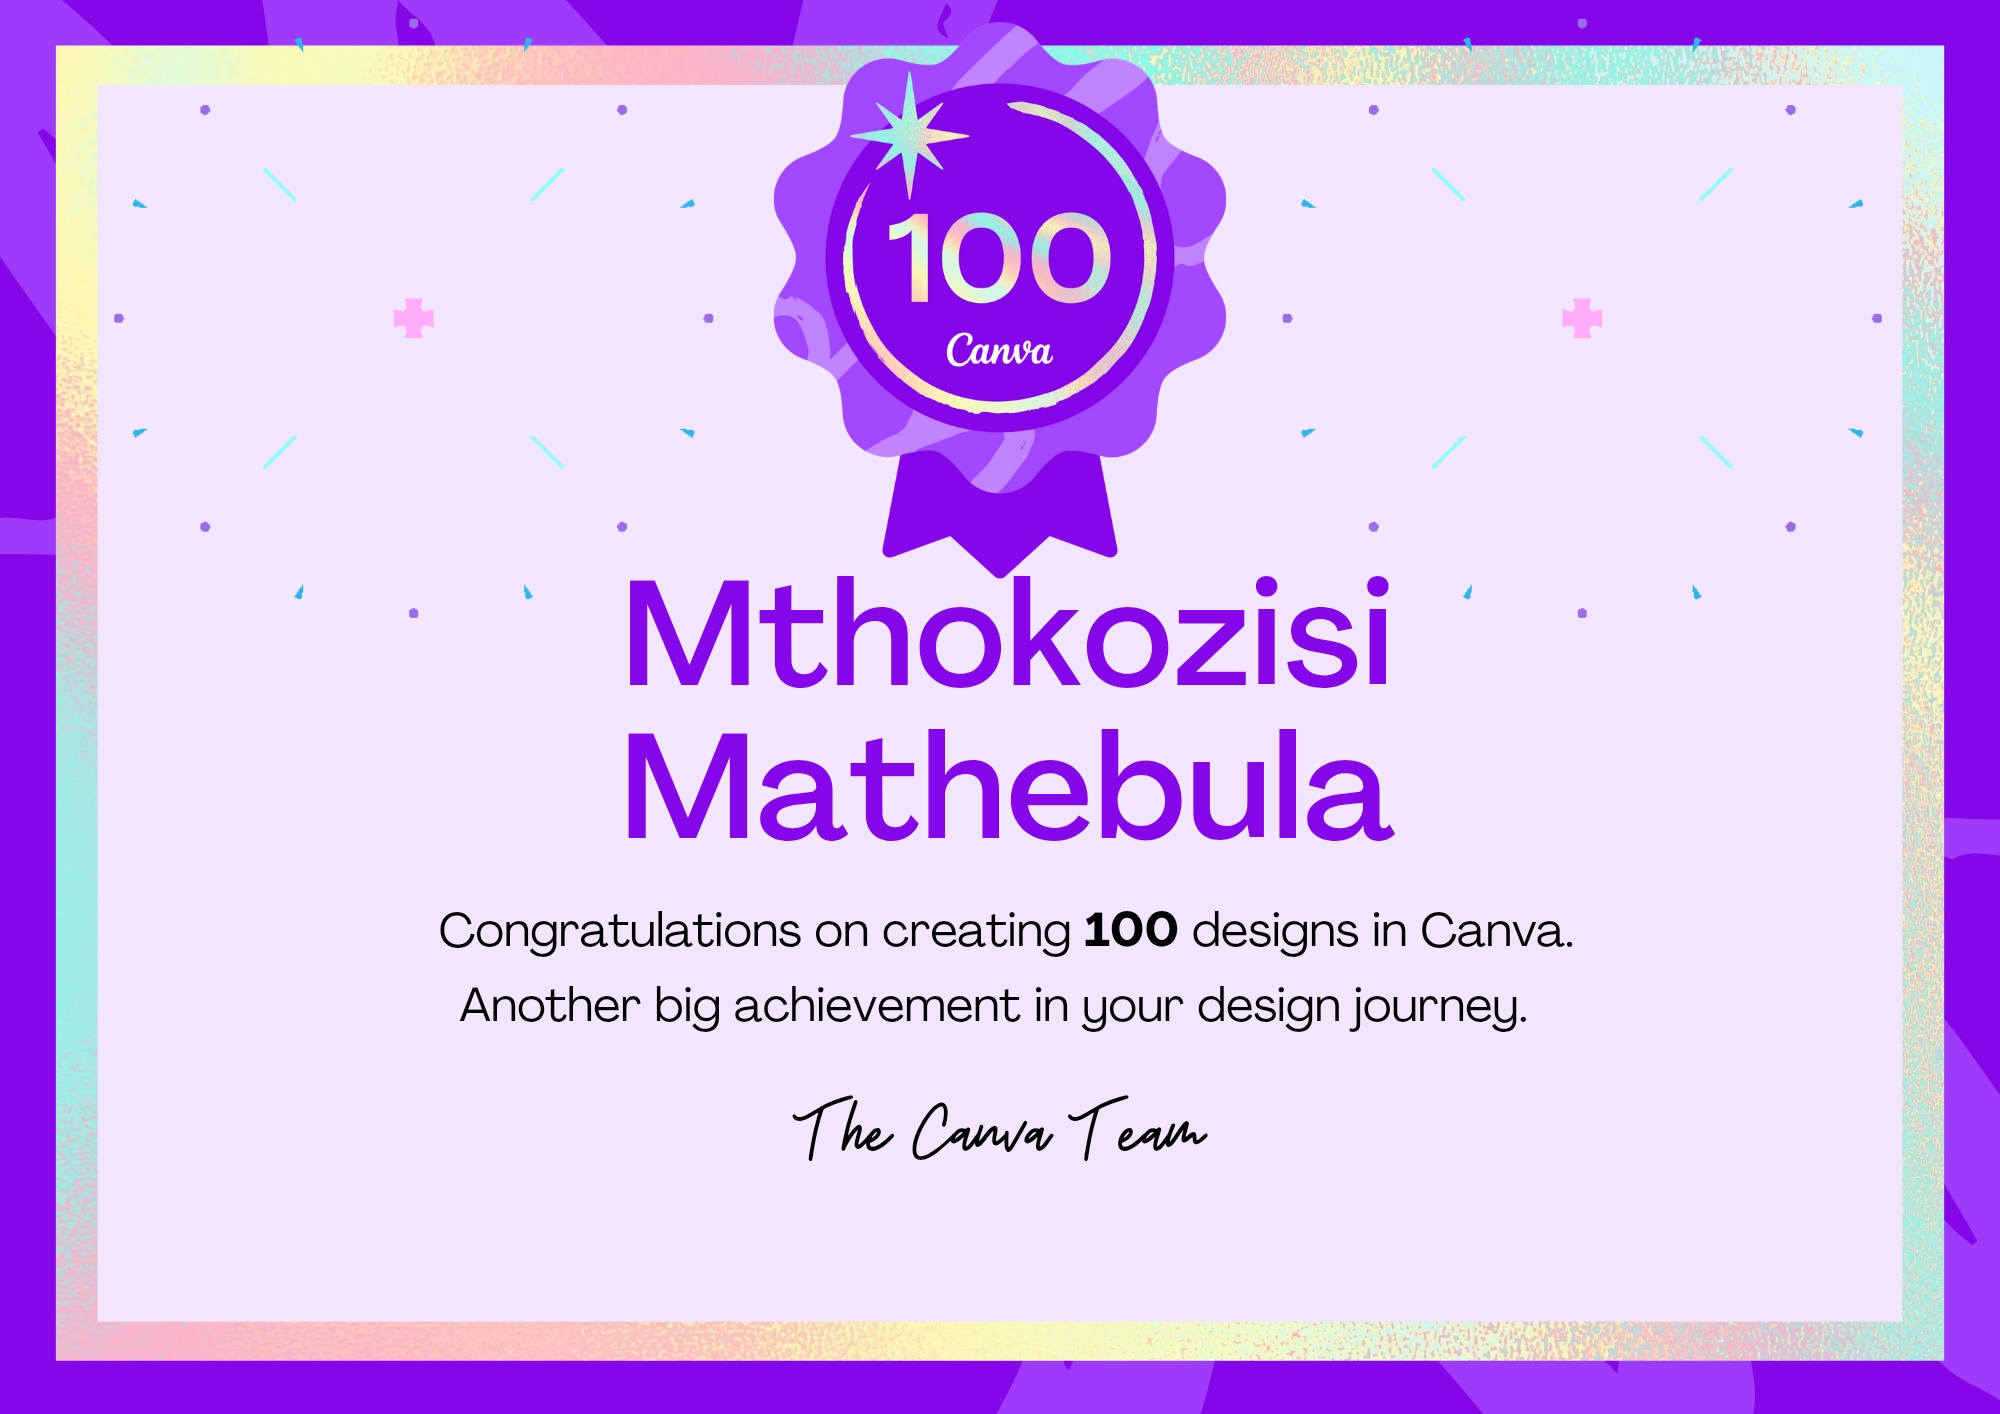 100
Canva
Mthokozisi
Mathebula
Congratulations on creating 100 designs in Canva.
Another big achievement in your design journey.
The Canva Team